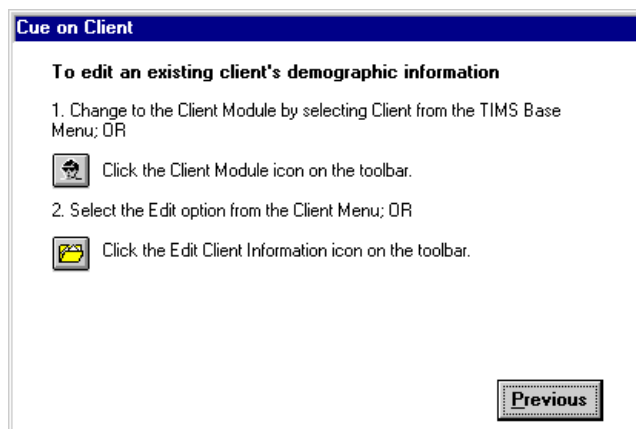 Cue on Client
To edit an existing client's demographic information
1. Change to the Client Module by selecting Client from the TIMS Base
Menu; OR
Click the Client Module icon on the toolbar.
2. Select the Edit option from the Client Menu; OR
Click the Edit Client Information icon on the toolbar.
Previous